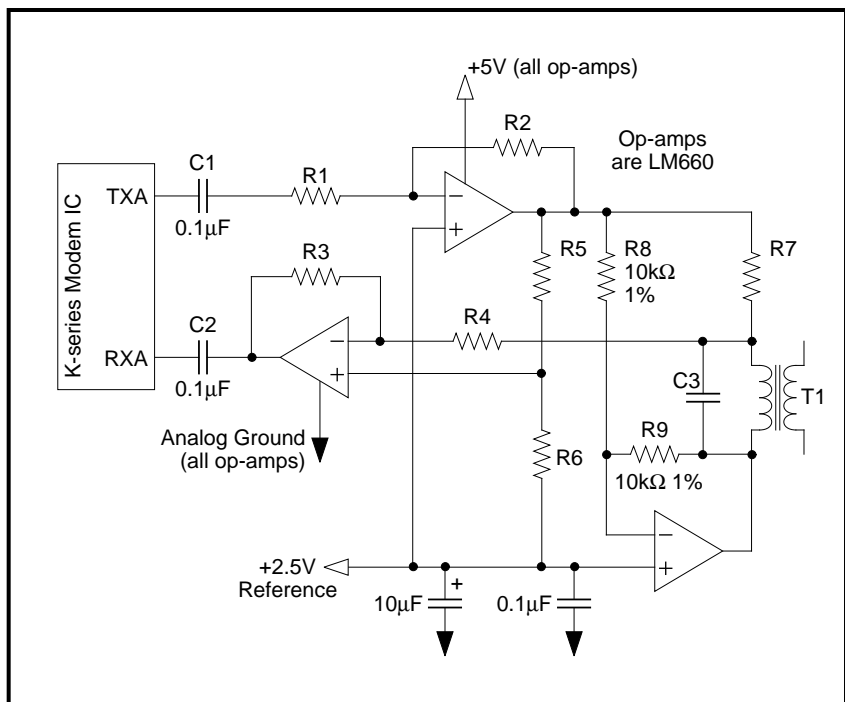 +5V (all op-amps)
R2
Op-amps
are LM660
C1
R1
TXA
0.1µF
K-series Modem IC
R3
R5
R8
10kΩ
1%
R7
C2
R4
RXA
0.1µF
C3
T1
Analog Ground
(all op-amps)
R6
R9
10kΩ 1%
+2.5V
Reference
10µF
+
0.1µF
−
+
−
+
−
+